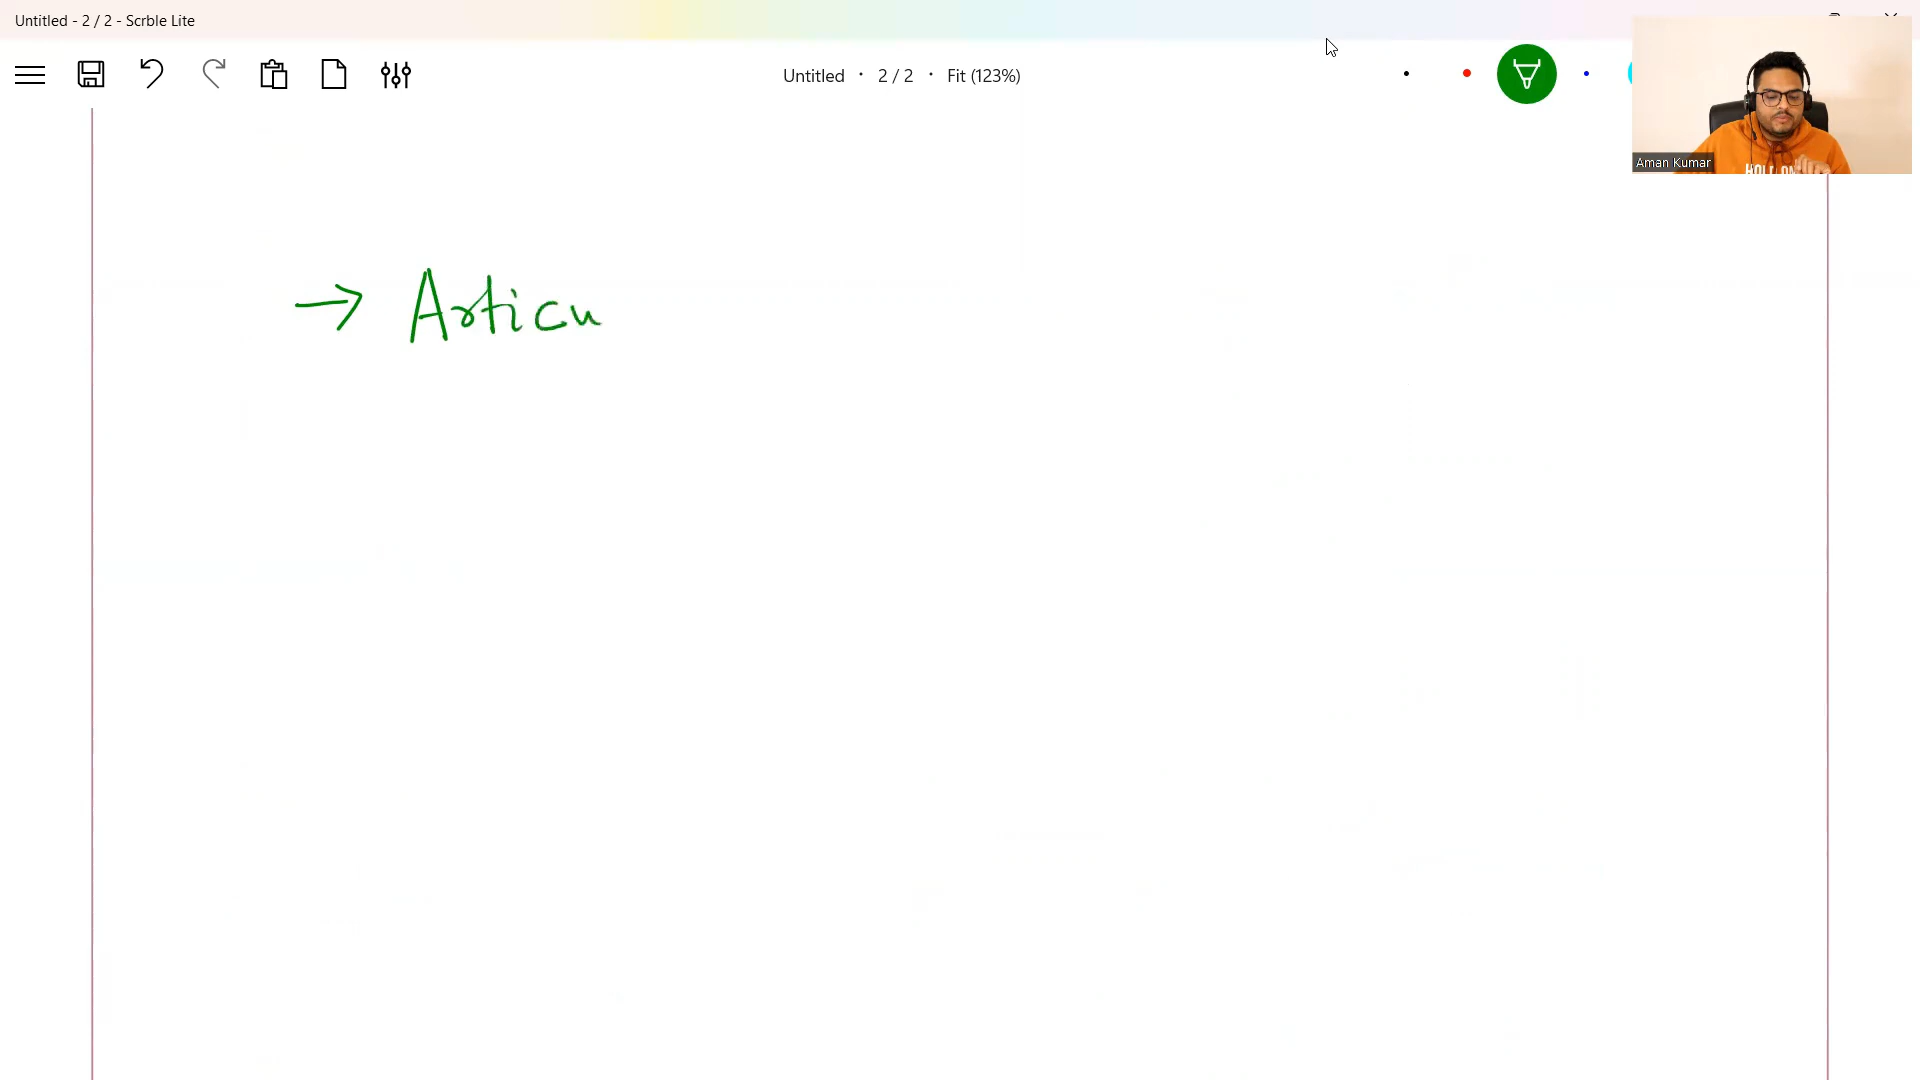 Untitled - 2 / 2 - Scrble Lite
Untitled • 2 / 2 • Fit (123%)
Aman Kumar
→ Articu